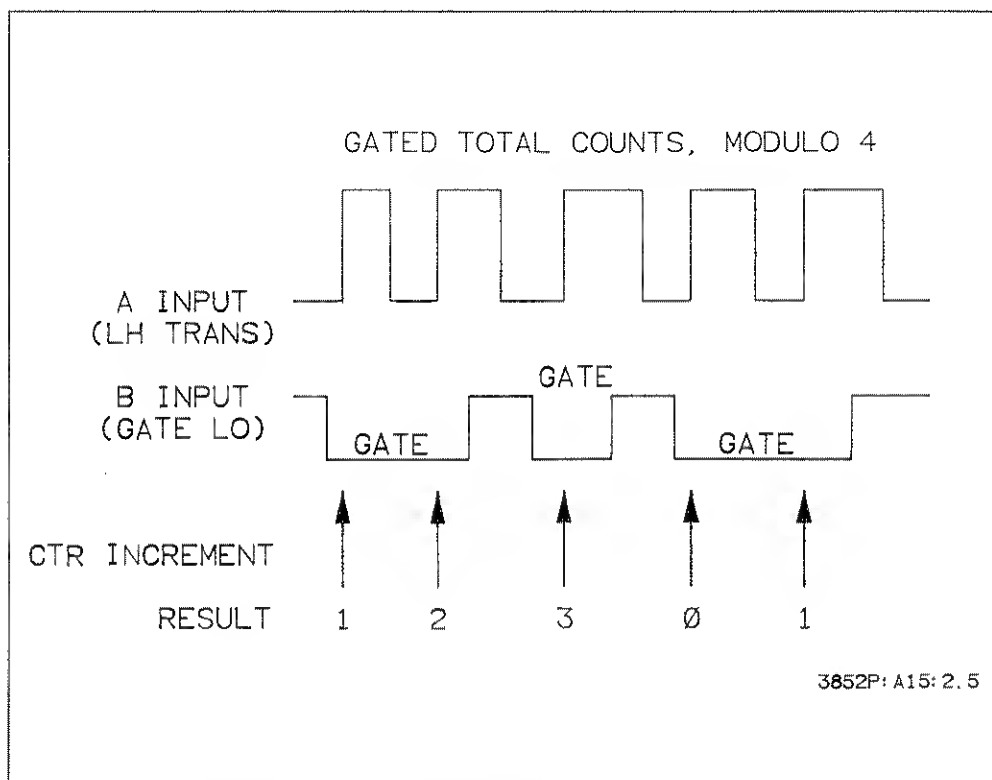 GATED TOTAL COUNTS, MODULO 4
A INPUT
(LH TRANS)
GATE
B INPUT
(GATE LO)
GATE
GATE
CTR INCREMENT
RESULT 1 2 3 Ø 1
3852P:A15:2.5